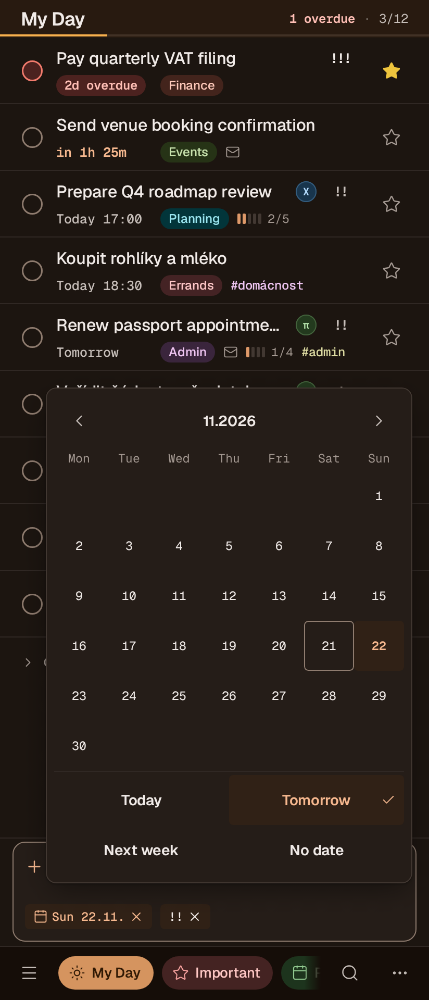 My Day 1 overdue · 3/12
Pay quarterly VAT filing !!!
2d overdue Finance
Send venue booking confirmation
in 1h 25m Events
Prepare Q4 roadmap review X !!
Today 17:00 Planning 2/5
Koupit rohlíky a mléko
Today 18:30 Errands #domácnost
Renew passport appointme… π !!
Tomorrow Admin 1/4 #admin
11.2026
Mon Tue Wed Thu Fri Sat Sun
1
2 3 4 5 6 7 8
9 10 11 12 13 14 15
16 17 18 19 20 21 22
23 24 25 26 27 28 29
30
Today Tomorrow
Next week No date
Sun 22.11. !!
My Day Important